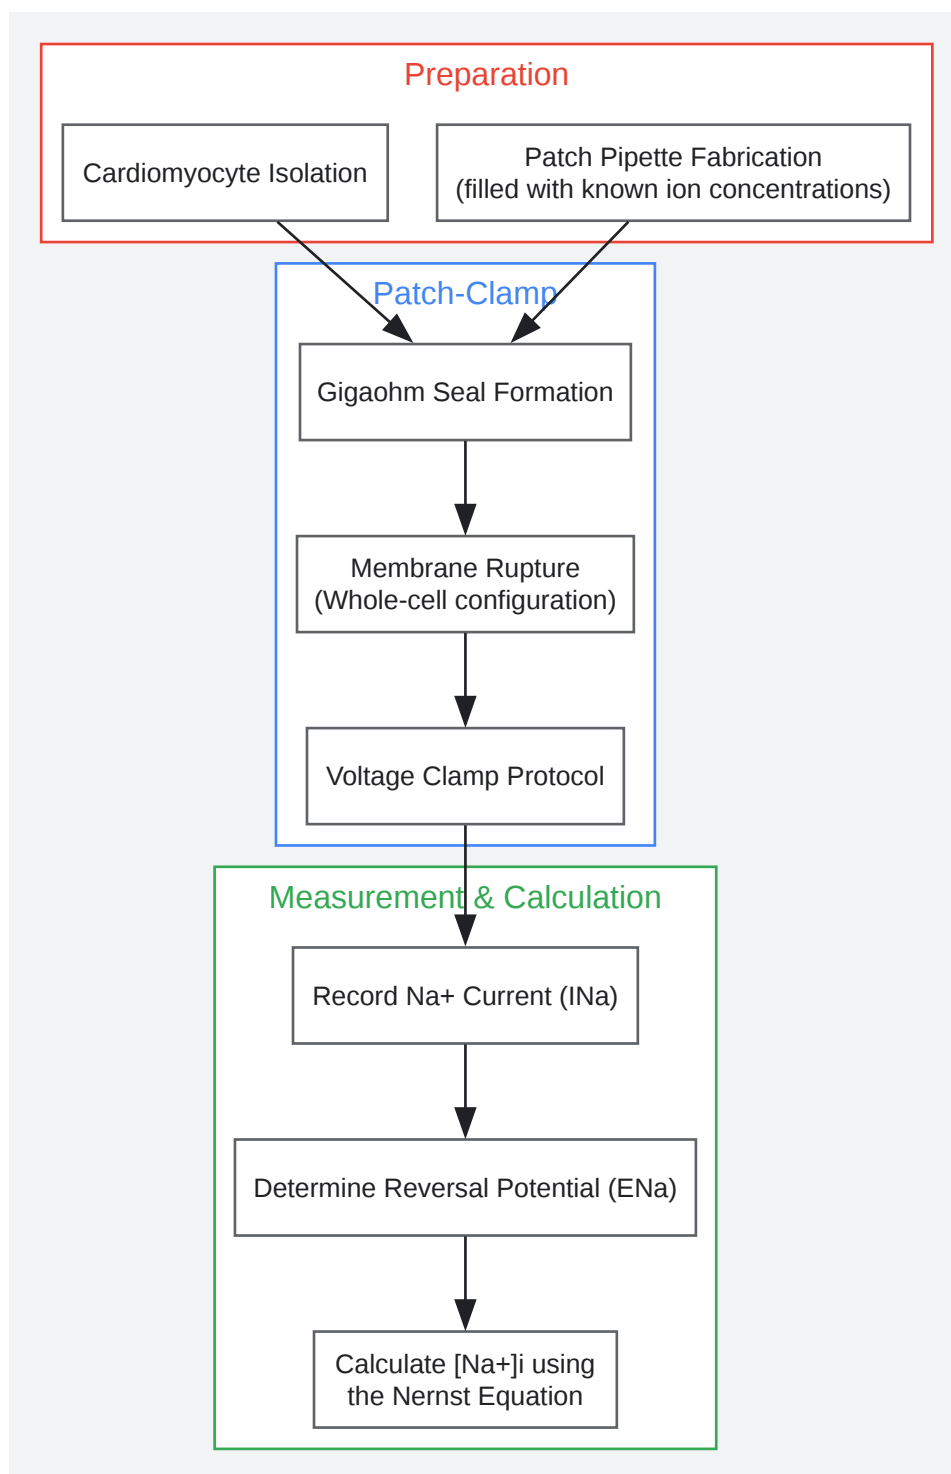 Preparation
Cardiomyocyte Isolation
Patch Pipette Fabrication
(filled with known ion concentrations)
Patch-Clamp
Gigaohm Seal Formation
Membrane Rupture
(Whole-cell configuration)
Voltage Clamp Protocol
Measurement & Calculation
Record Na+ Current (INa)
Determine Reversal Potential (ENa)
Calculate [Na+]i using
the Nernst Equation